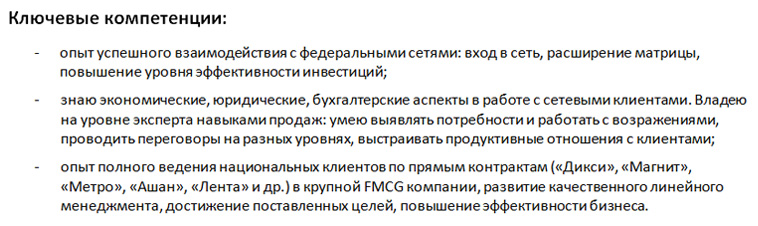 Ключевые компетенции:
- опыт успешного взаимодействия с федеральными сетями: вход в сеть, расширение матрицы,
повышение уровня эффективности инвестиций;
- знаю экономические, юридические, бухгалтерские аспекты в работе с сетевыми клиентами. Владею
на уровне эксперта навыками продаж: умею выявлять потребности и работать с возражениями,
проводить переговоры на разных уровнях, выстраивать продуктивные отношения с клиентами;
- опыт полного ведения национальных клиентов по прямым контрактам («Дикси», «Магнит»,
«Метро», «Ашан», «Лента» и др.) в крупной FMCG компании, развитие качественного линейного
менеджмента, достижение поставленных целей, повышение эффективности бизнеса.